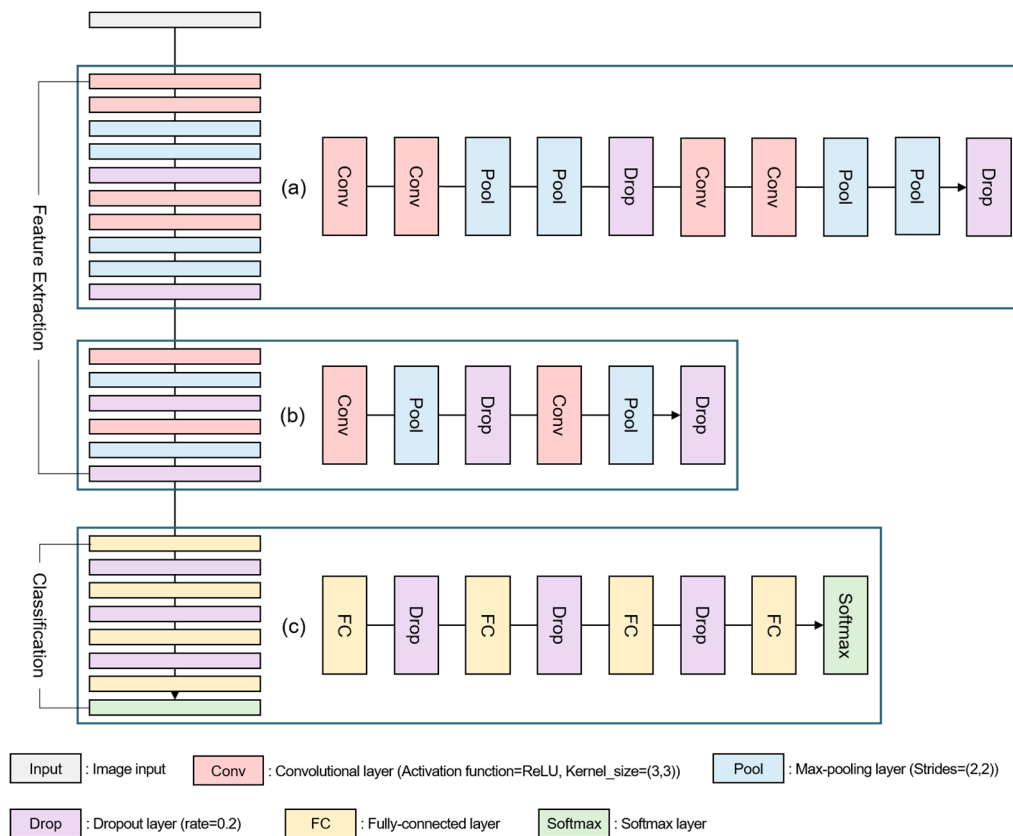 Feature Extraction
(a)
Conv
Conv
Pool
Pool
Drop
Conv
Conv
Pool
Pool
Drop
(b)
Conv
Pool
Drop
Conv
Pool
Drop
Classification
(c)
FC
Drop
FC
Drop
FC
Drop
FC
Softmax
Input : Image input
Conv : Convolutional layer (Activation function=ReLU, Kernel_size=(3,3))
Pool : Max-pooling layer (Strides=(2,2))
Drop : Dropout layer (rate=0.2)
FC : Fully-connected layer
Softmax : Softmax layer